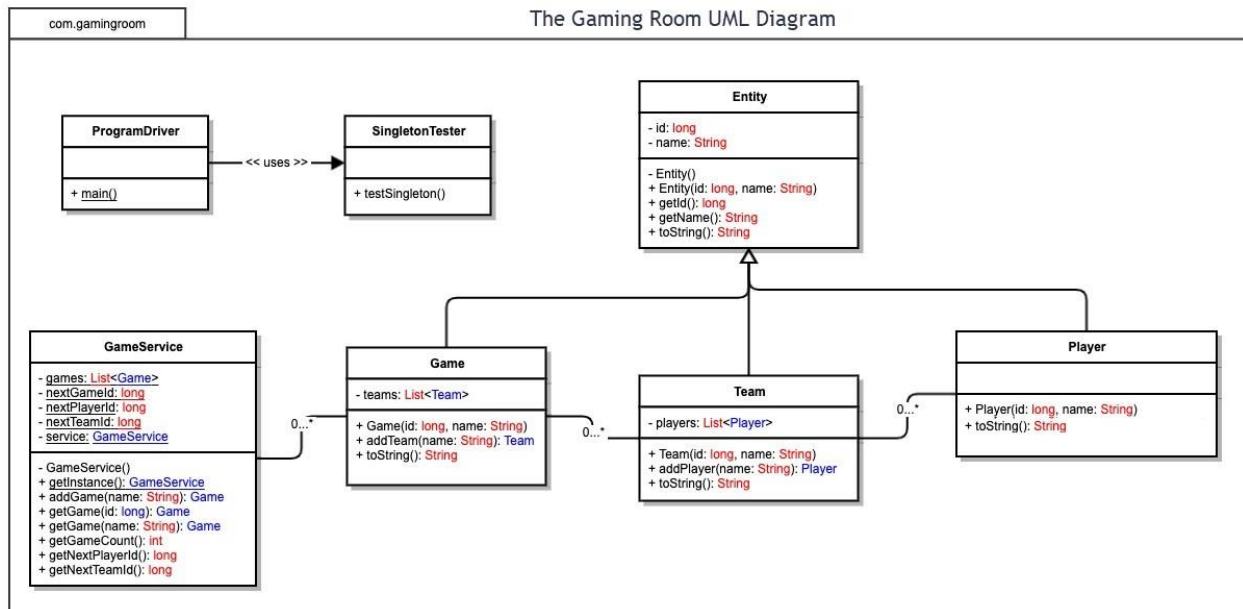 com.gamingroom
The Gaming Room UML Diagram
ProgramDriver
+ main()
<< uses >>
SingletonTester
+ testSingleton()
Entity
- id: long
- name: String
- Entity()
+ Entity(id: long, name: String)
+ getId(): long
+ getName(): String
+ toString(): String
GameService
- games: List<Game>
- nextGameId: long
- nextPlayerId: long
- nextTeamId: long
- service: GameService
- GameService()
+ getInstance(): GameService
+ addGame(name: String): Game
+ getGame(id: long): Game
+ getGame(name: String): Game
+ getGameCount: int
+ getNextPlayerId(): long
+ getNextTeamId(): long
0...*
Game
- teams: List<Team>
+ Game(id: long, name: String)
+ addTeam(name: String): Team
+ toString(): String
0...*
Team
- players: List<Player>
+ Team(id: long, name: String)
+ addPlayer(name: String): Player
+ toString(): String
0...*
Player
+ Player(id: long, name: String)
+ toString(): String